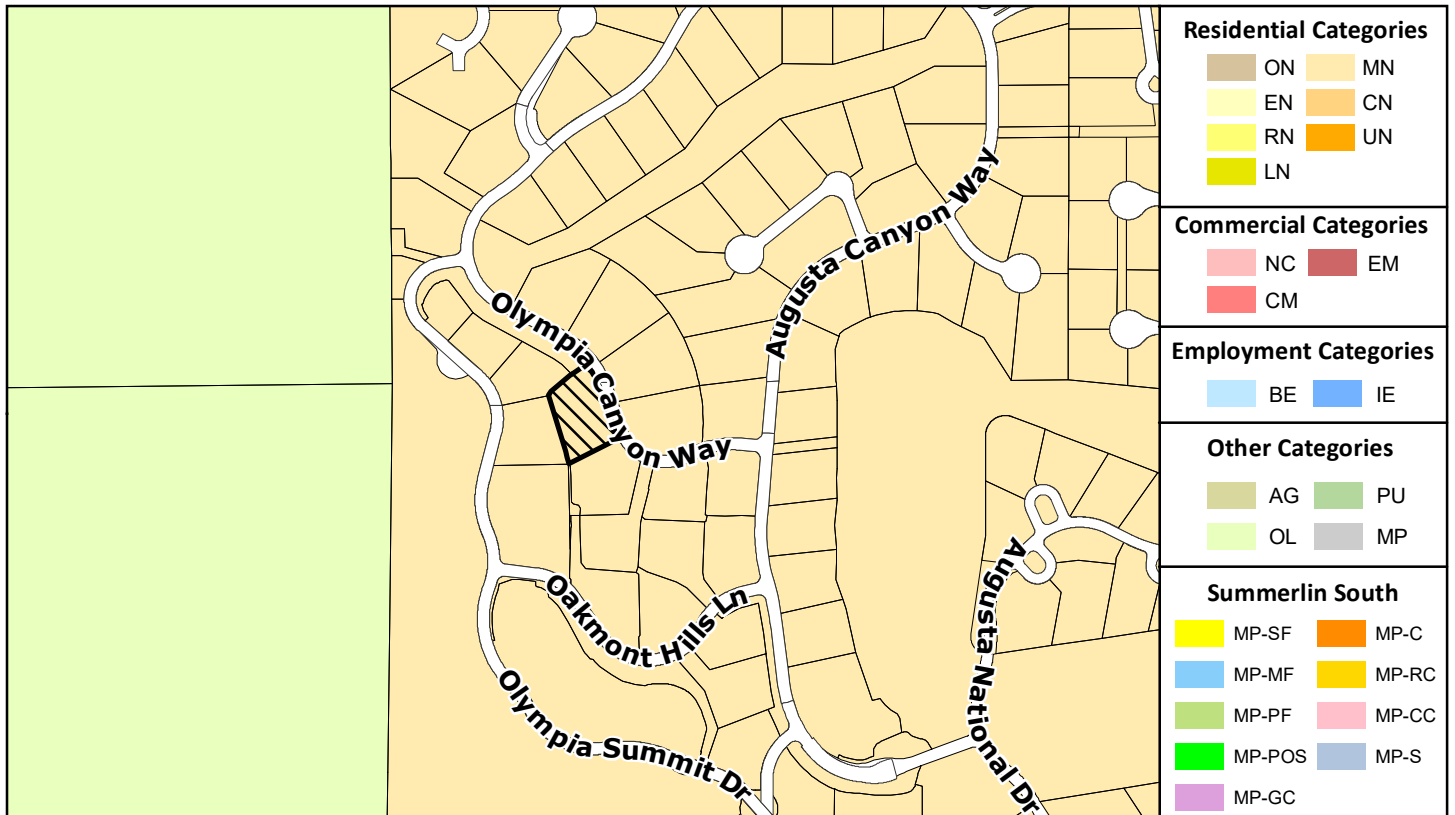 Olympia Canyon Way
Augusta Canyon Way
Oakmont Hills Ln
Olympia Summit Dr
Augusta National Dr
Residential Categories
ON MN
EN CN
RN UN
LN
Commercial Categories
NC EM
CM
Employment Categories
BE IE
Other Categories
AG PU
OL MP
Summerlin South
MP-SF MP-C
MP-MF MP-RC
MP-PF MP-CC
MP-POS MP-S
MP-GC